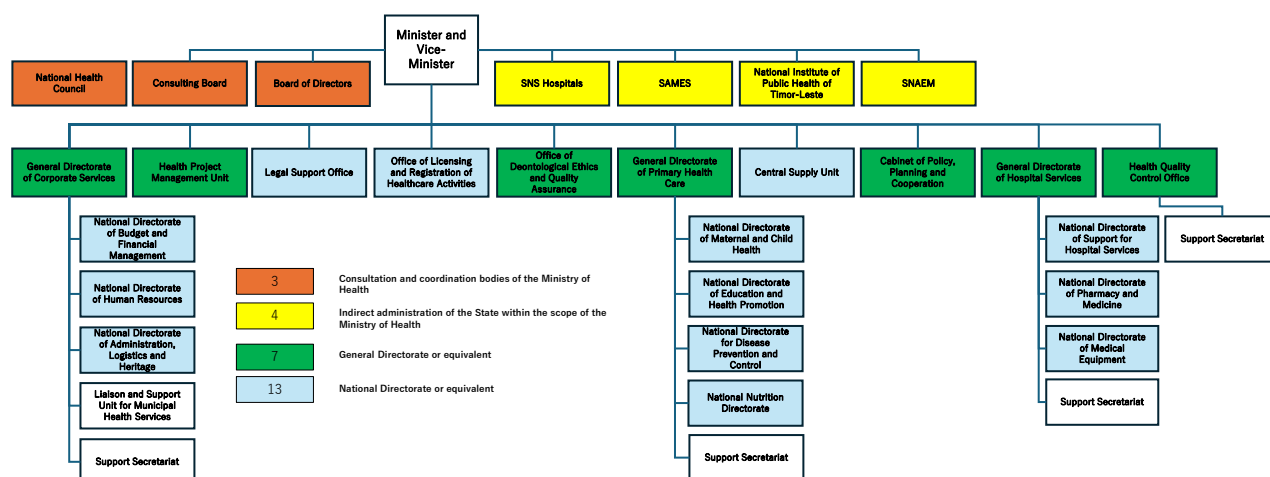 Minister and
Vice-
Minister
National Health
Council
Consulting Board
Board of Directors
SNS Hospitals
SAMES
National Institute of
Public Health of
Timor-Leste
SNAEM
General Directorate
of Corporate Services
Health Project
Management Unit
Legal Support Office
Office of Licensing
and Registration of
Healthcare Activities
Office of
Deontological Ethics
and Quality
Assurance
General Directorate
of Primary Health
Care
Central Supply Unit
Cabinet of Policy,
Planning and
Cooperation
General Directorate
of Hospital Services
Health Quality
Control Office
National Directorate
of Budget and
Financial
Management
National Directorate
of Human Resources
National Directorate
of Administration,
Logistics and
Heritage
Liaison and Support
Unit for Municipal
Health Services
Support Secretariat
3
Consultation and coordination bodies of the Ministry of
Health
4
Indirect administration of the State within the scope of the
Ministry of Health
7
General Directorate or equivalent
13
National Directorate or equivalent
National Directorate
of Maternal and Child
Health
National Directorate
of Education and
Health Promotion
National Directorate
for Disease
Prevention and
Control
National Nutrition
Directorate
Support Secretariat
National Directorate
of Support for
Hospital Services
National Directorate
of Pharmacy and
Medicine
National Directorate
of Medical
Equipment
Support Secretariat
Support Secretariat